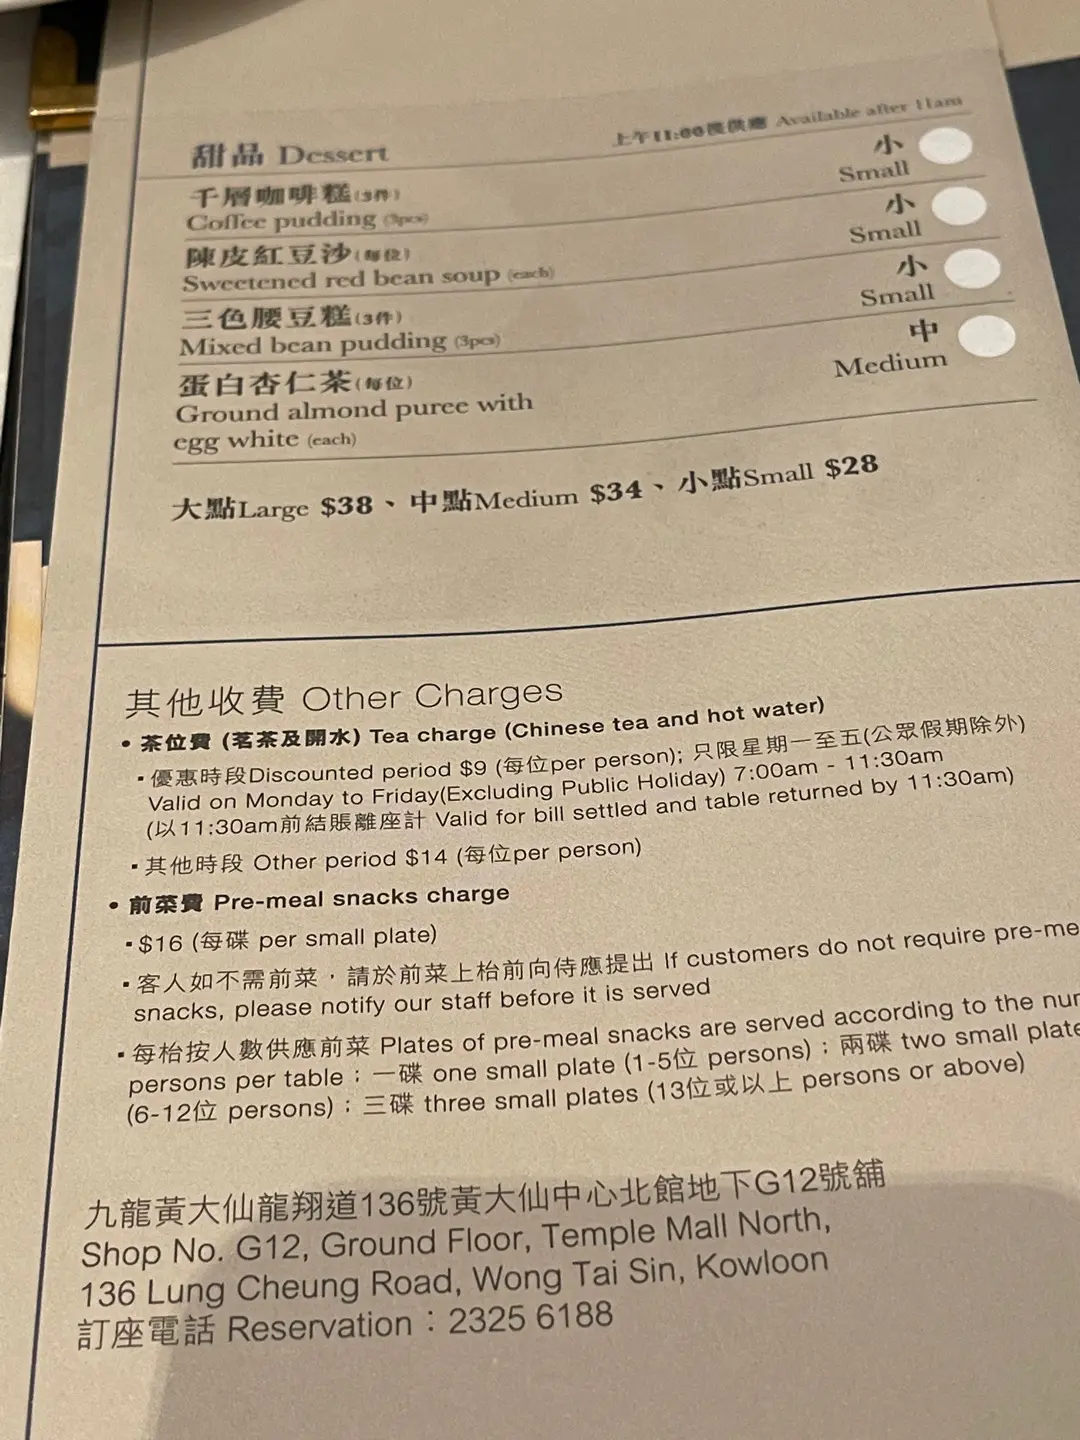 甜品 Dessert
上午11:00後供應 Available after 11am
千層咖啡糕(3件)
小
Coffee pudding (3pcs)
Small
陳皮紅豆沙(每位)
小
Sweetened red bean soup (each)
Small
三色腰豆糕(3件)
小
Mixed bean pudding (3pcs)
Small
蛋白杏仁茶(每位)
中
Ground almond puree with
Medium
egg white (each)
大點Large $38、中點Medium $34、小點Small $28
其他收費 Other Charges
• 茶位費 (茗茶及開水) Tea charge (Chinese tea and hot water)
▪ 優惠時段Discounted period $9 (每位per person); 只限星期一至五(公眾假期除外)
Valid on Monday to Friday(Excluding Public Holiday) 7:00am - 11:30am
(以11:30am前結賬離座計 Valid for bill settled and table returned by 11:30am)
▪ 其他時段 Other period $14 (每位per person)
• 前菜費 Pre-meal snacks charge
▪ $16 (每碟 per small plate)
▪ 客人如不需前菜，請於前菜上枱前向侍應提出 If customers do not require pre-me
snacks, please notify our staff before it is served
▪ 每枱按人數供應前菜 Plates of pre-meal snacks are served according to the nu
persons per table；一碟 one small plate (1-5位 persons)；兩碟 two small plate
(6-12位 persons)；三碟 three small plates (13位或以上 persons or above)
九龍黃大仙龍翔道136號黃大仙中心北館地下G12號舖
Shop No. G12, Ground Floor, Temple Mall North,
136 Lung Cheung Road, Wong Tai Sin, Kowloon
訂座電話 Reservation：2325 6188